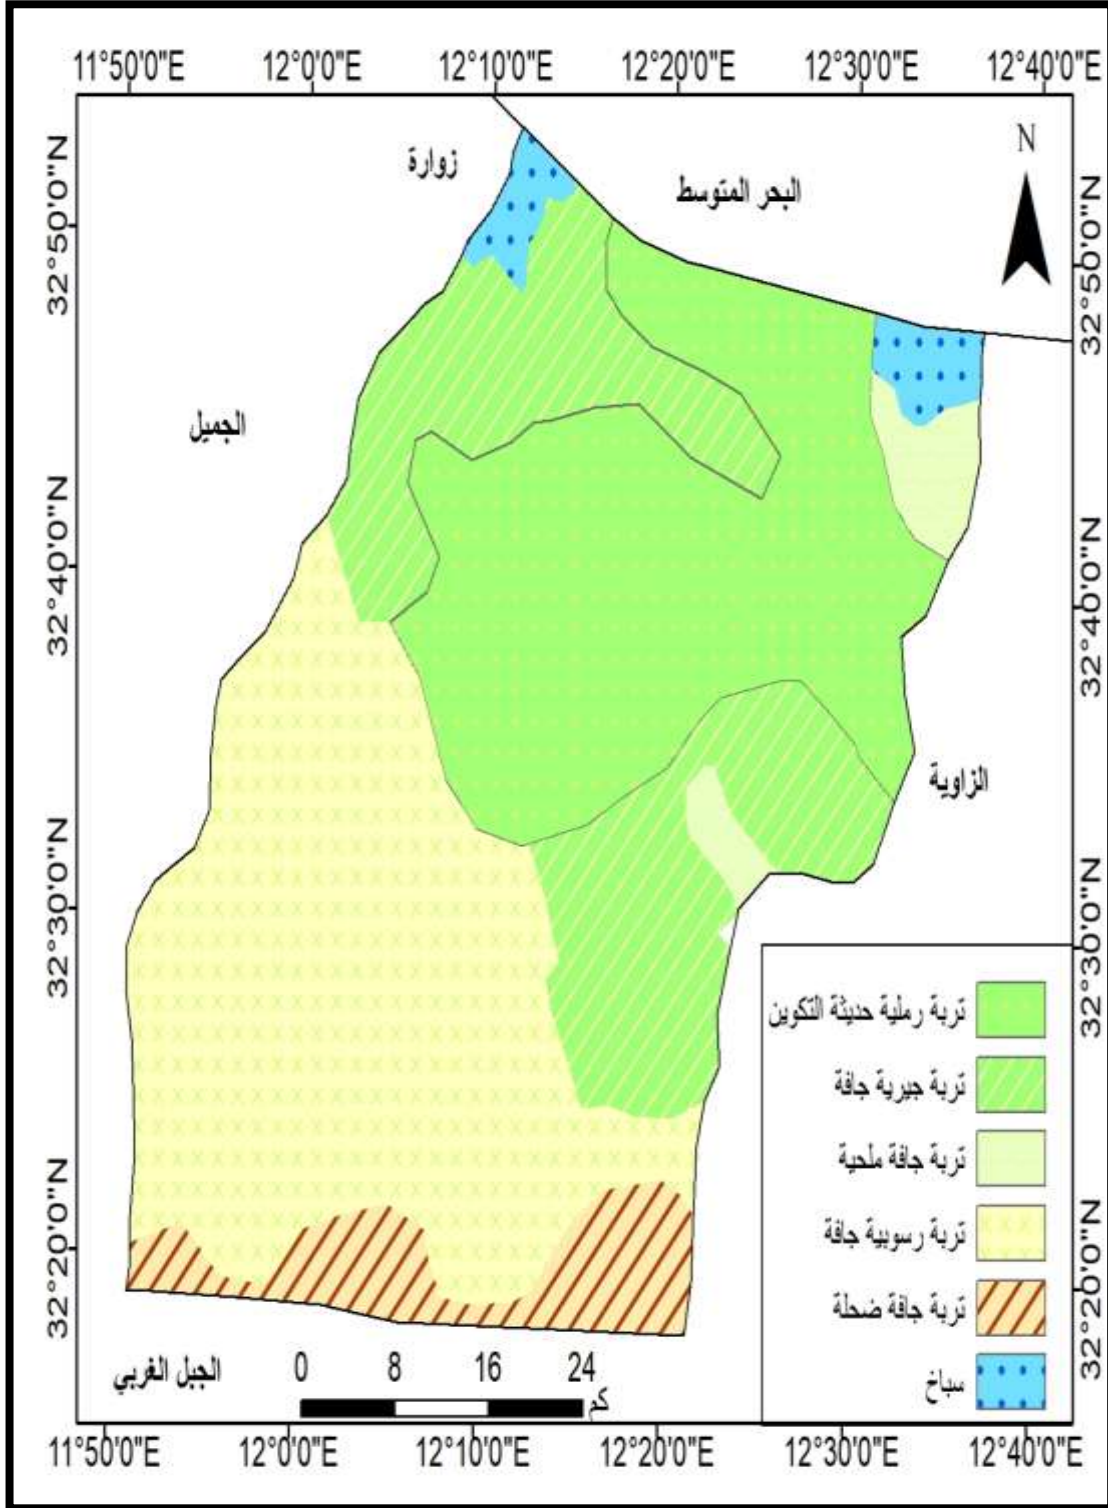 11°50'0"E 12°0'0"E 12°10'0"E 12°20'0"E 12°30'0"E 12°40'0"E
N
زوارة
البحر المتوسط
32°50'0"N
32°50'0"N
الجميل
32°40'0"N
32°40'0"N
الزاوية
32°30'0"N
32°30'0"N
تربة رملية حديثة التكوين
تربة جيرية جافة
تربة جافة ملحية
تربة رسوبية جافة
تربة جافة ضحلة
سباخ
32°20'0"N
32°20'0"N
الجبل الغربي
0 8 16 24
كم
11°50'0"E 12°0'0"E 12°10'0"E 12°20'0"E 12°30'0"E 12°40'0"E